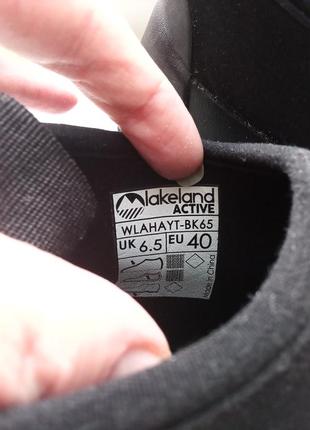 lakeland
ACTIVE
WLAHAYT-BK65
UK 6.5 EU 40
Made in China